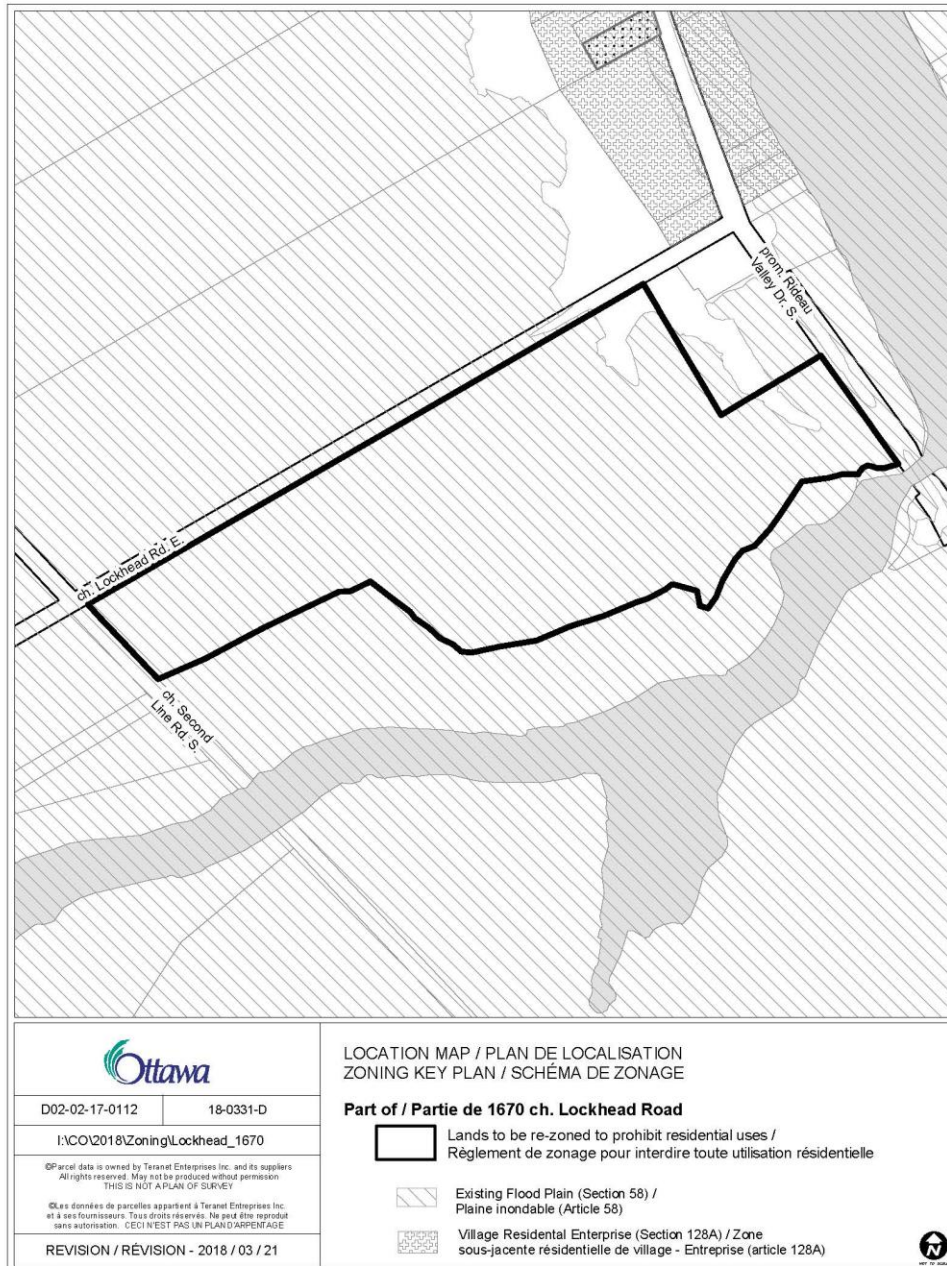 prom. Rideau
Valley Dr. S.
ch. Lockhead Rd. E.
ch. Second
Line Rd. S.
Ottawa
D02-02-17-0112
18-0331-D
I:\CO\2018\Zoning\Lockhead_1670
©Parcel data is owned by Teranet Enterprises Inc. and its suppliers
All rights reserved. May not be produced without permission
THIS IS NOT A PLAN OF SURVEY
©Les données de parcelles appartient à Teranet Entreprises Inc.
et à ses fournisseurs. Tous droits réservés. Ne peut être reproduit
sans autorisation. CECI N'EST PAS UN PLAN D'ARPENTAGE
REVISION / RÉVISION - 2018 / 03 / 21
LOCATION MAP / PLAN DE LOCALISATION
ZONING KEY PLAN / SCHÉMA DE ZONAGE
Part of / Partie de 1670 ch. Lockhead Road
Lands to be re-zoned to prohibit residential uses /
Règlement de zonage pour interdire toute utilisation résidentielle
Existing Flood Plain (Section 58) /
Plaine inondable (Article 58)
Village Residental Enterprise (Section 128A) / Zone
sous-jacente résidentielle de village - Entreprise (article 128A)
N
NOT TO SCALE